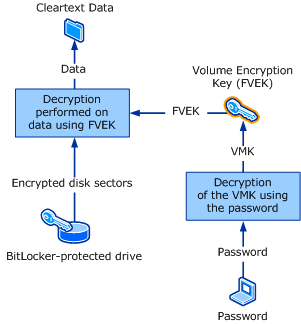 Cleartext Data
Data
Decryption
performed on
data using FVEK
Encrypted disk sectors
BitLocker-protected drive
Volume Encryption
Key (FVEK)
FVEK
VMK
Decryption
of the VMK using
the password
Password
Password